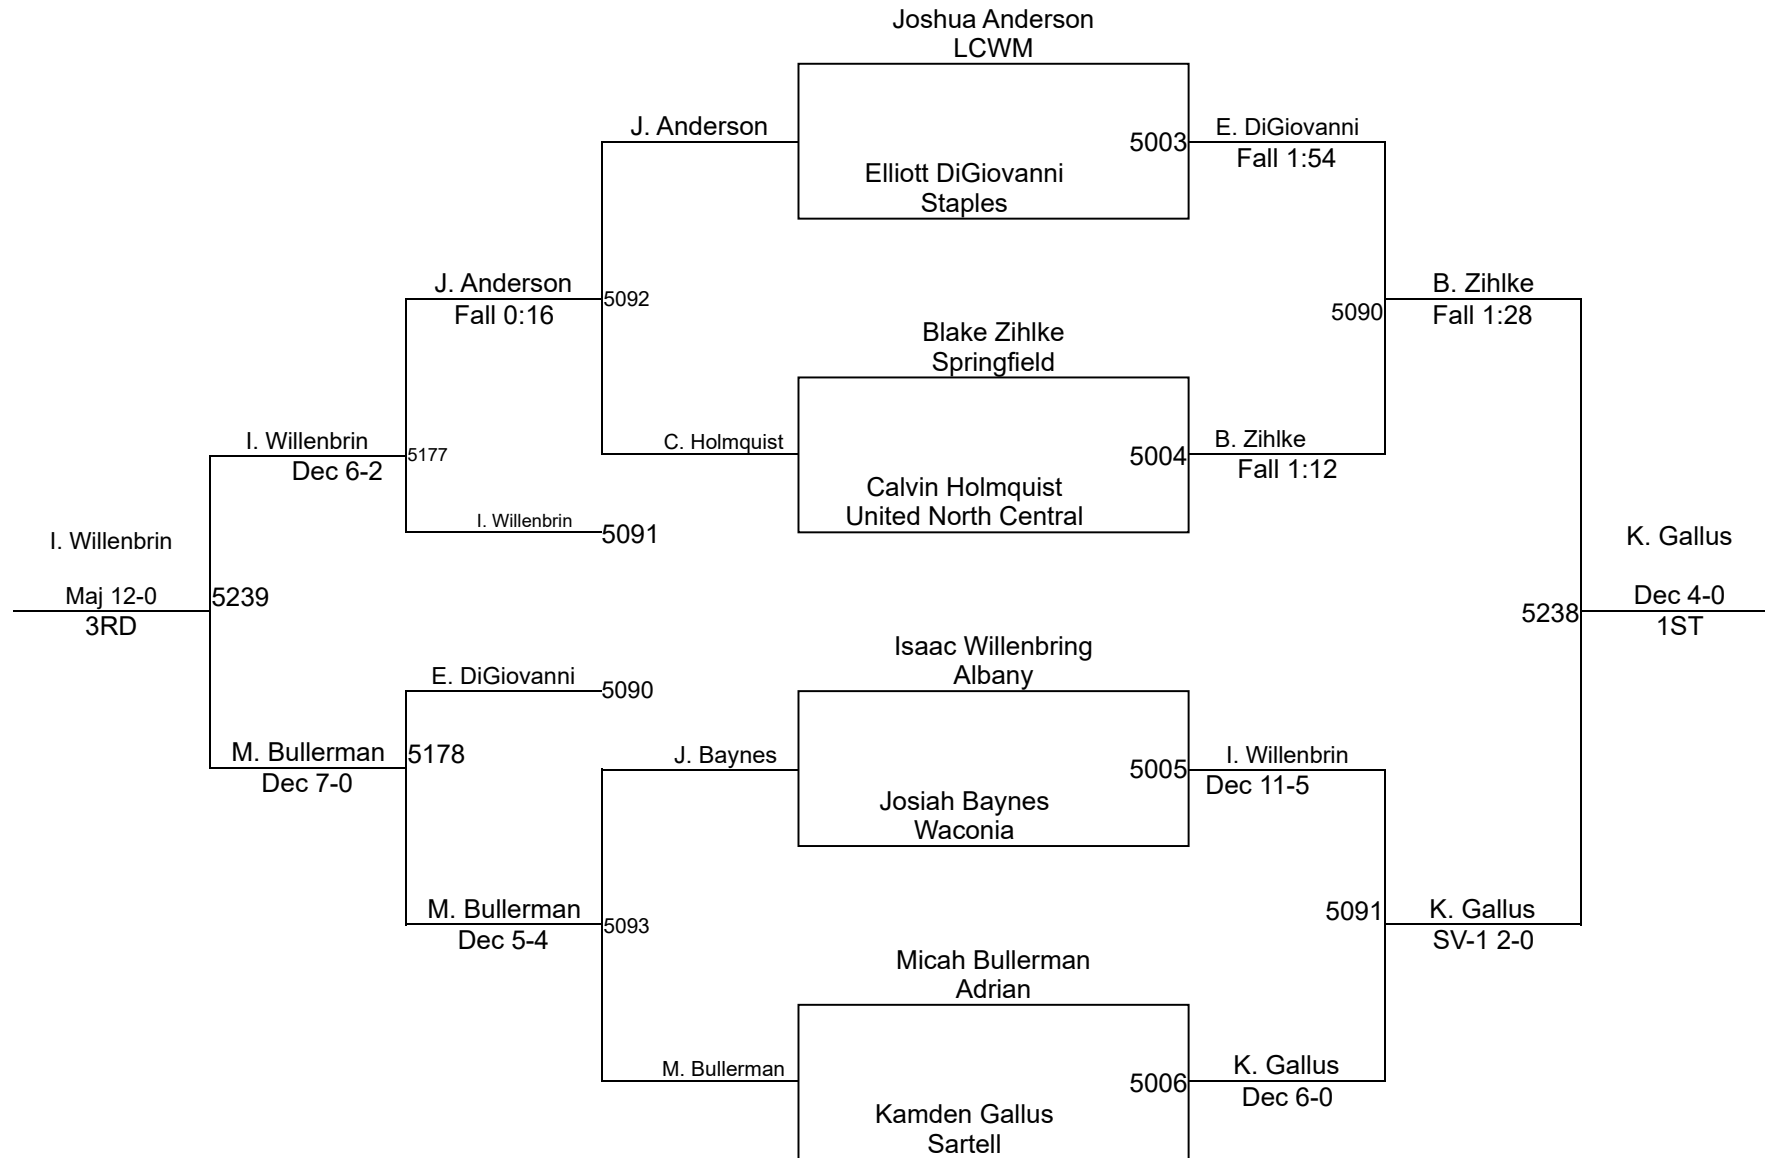 Joshua Anderson
LCWM
J. Anderson
5003
E. DiGiovanni
Fall 1:54
Elliott DiGiovanni
Staples
J. Anderson
Fall 0:16
5092
B. Zihlke
Fall 1:28
5090
Blake Zihlke
Springfield
I. Willenbrin
Dec 6-2
5177
C. Holmquist
5004
B. Zihlke
Fall 1:12
Calvin Holmquist
United North Central
I. Willenbrin
5091
I. Willenbrin
Maj 12-0
3RD
5239
K. Gallus
Dec 4-0
1ST
5238
Isaac Willenbring
Albany
E. DiGiovanni
5090
M. Bullerman
Dec 7-0
5178
J. Baynes
5005
I. Willenbrin
Dec 11-5
Josiah Baynes
Waconia
M. Bullerman
Dec 5-4
5093
5091
K. Gallus
SV-1 2-0
Micah Bullerman
Adrian
M. Bullerman
5006
K. Gallus
Dec 6-0
Kamden Gallus
Sartell